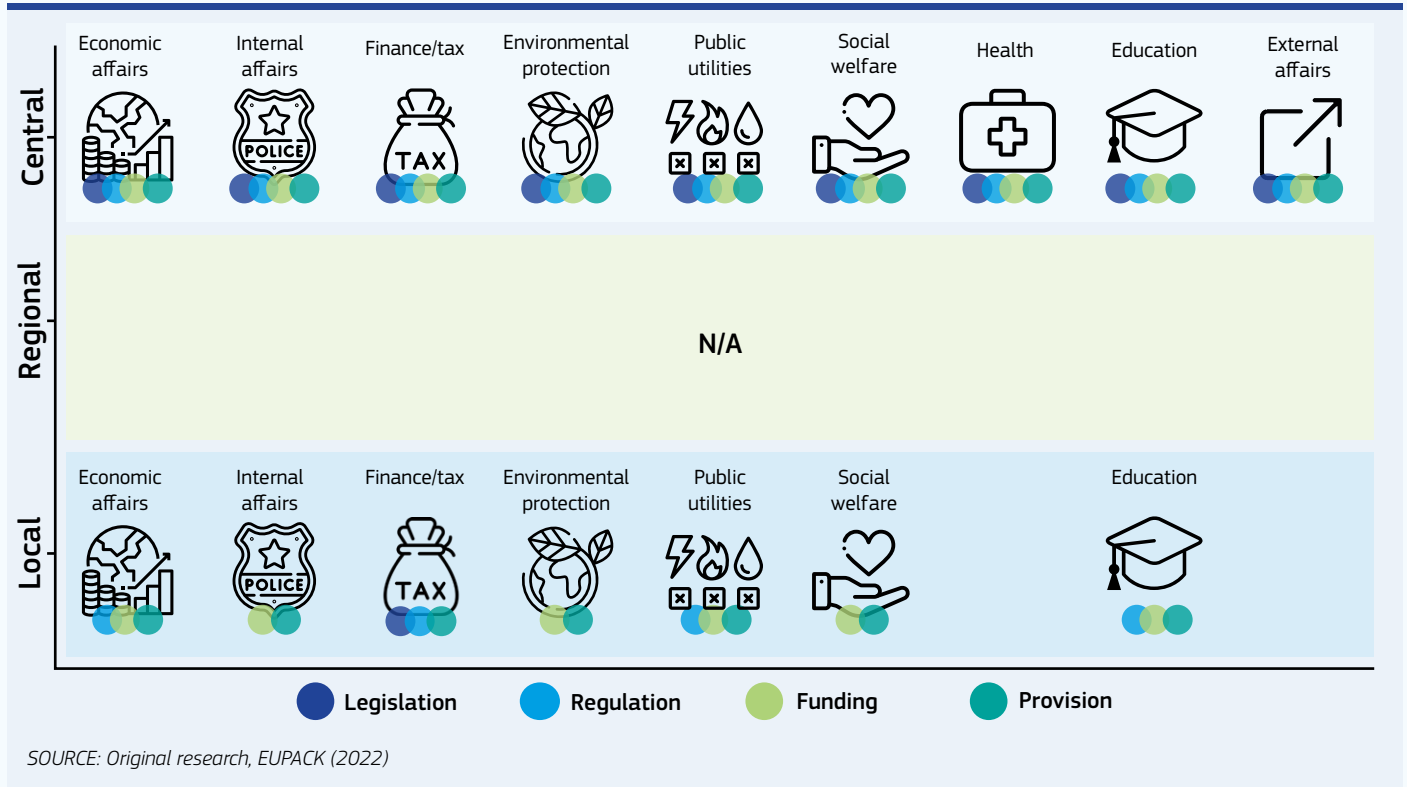 Central
Economic
affairs
Internal
affairs
Finance/tax
Environmental
protection
Public
utilities
Social
welfare
Health
Education
External
affairs
POLICE
TAX
Regional
N/A
Local
Economic
affairs
Internal
affairs
Finance/tax
Environmental
protection
Public
utilities
Social
welfare
Education
POLICE
TAX
Legislation
Regulation
Funding
Provision
SOURCE: Original research, EUPACK (2022)